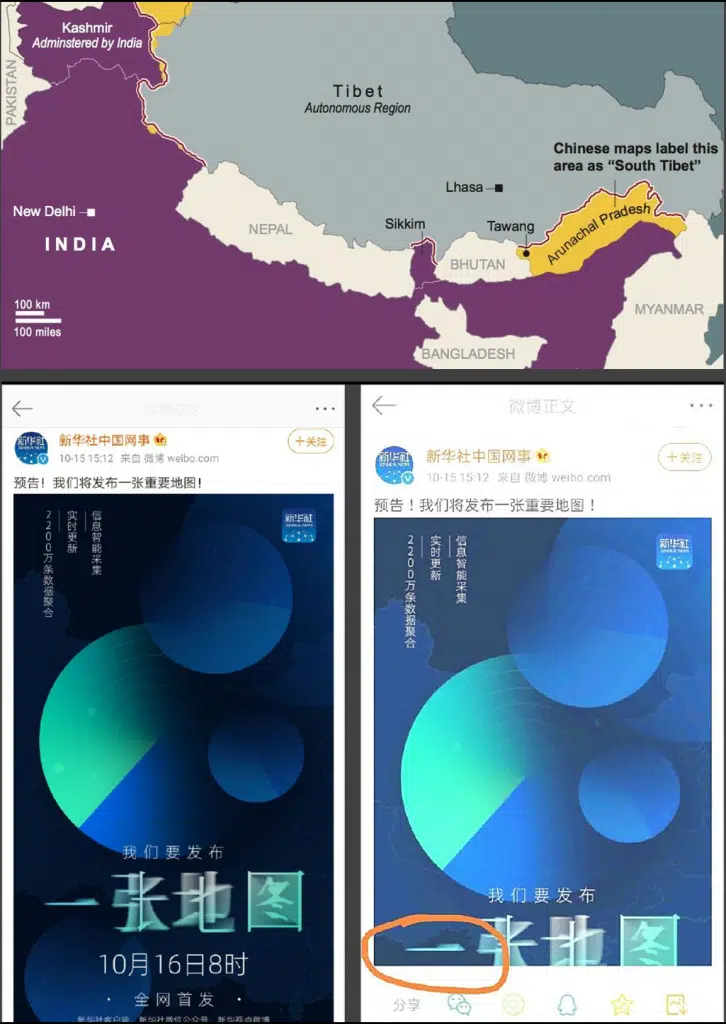 Kashmir
Adminstered by India
PAKISTAN
Tibet
Autonomous Region
Chinese maps label this
area as “South Tibet”
Lhasa
New Delhi
INDIA
NEPAL
Sikkim
Tawang
Arunachal Pradesh
BHUTAN
MYANMAR
100 km
100 miles
BANGLADESH
微博正文
新华社中国网事
＋关注
10-15 15:12 来自 微博 weibo.com
预告！我们将发布一张重要地图！
新华社
信息智能采集
实时更新
2200万条数据聚合
我们要发布
一张地图
10月16日8时
· 全网首发 ·
新华社客户端、新华社微信公众号、新华视点微博
微博正文
新华社中国网事
＋关注
10-15 15:12 来自 微博 weibo.com
预告！我们将发布一张重要地图！
新华社
信息智能采集
实时更新
2200万条数据聚合
我们要发布
一张地图
分享